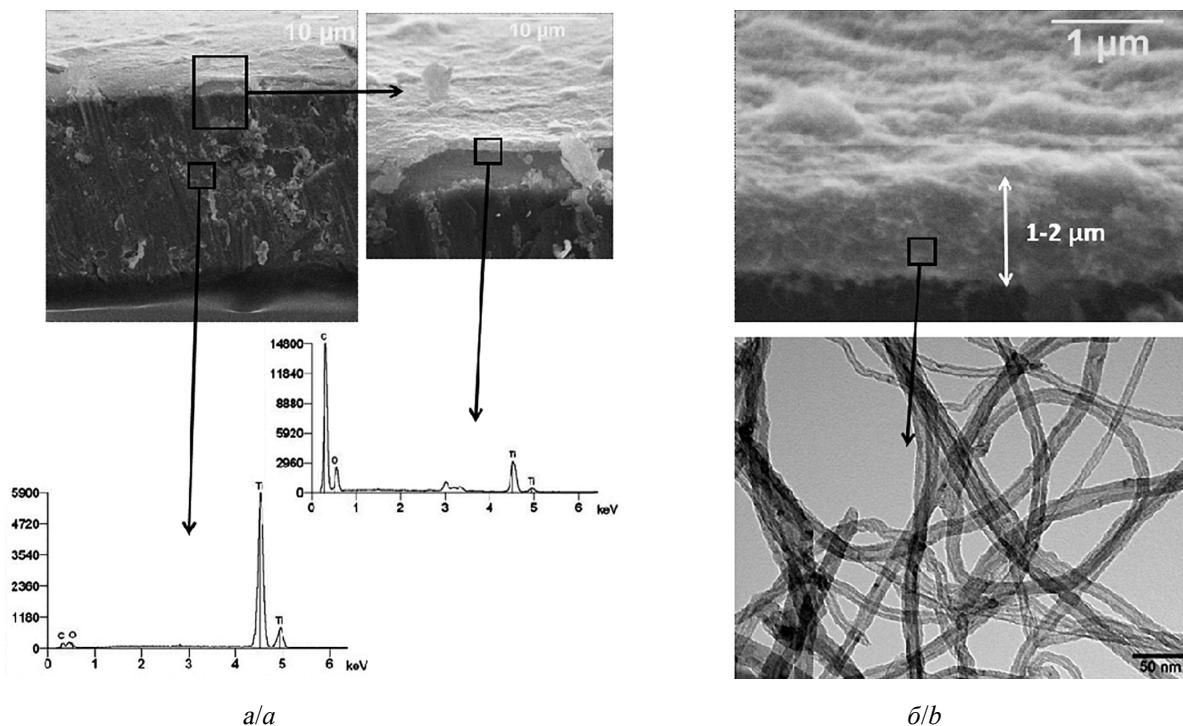 10 μm
10 μm
1 μm
1-2 μm
C
14800
11840
8880
5920
2960
0
O
Ti
Ti
0 1 2 3 4 5 6 keV
5900
4720
3540
2360
1180
0
C O
Ti
Ti
0 1 2 3 4 5 6 keV
50 nm
а/a
б/b